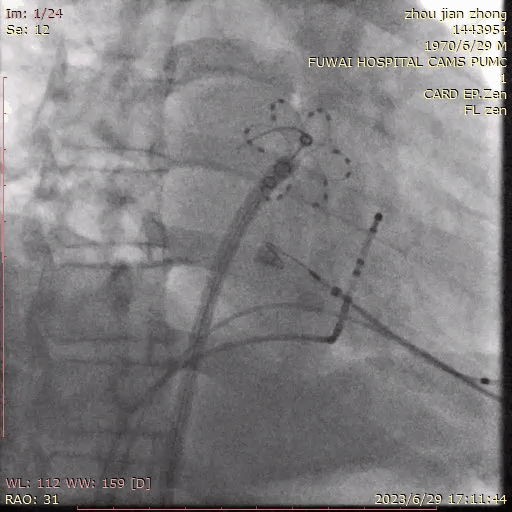 Im: 1/24
Se: 12
zhou jian zhong
1443954
1970/6/29 M
FUWAI HOSPITAL CAMS PUMC
1
CARD EP.Zen
FL zen
WL: 112 WW: 159 [D]
RAO: 31
2023/6/29 17:11:44